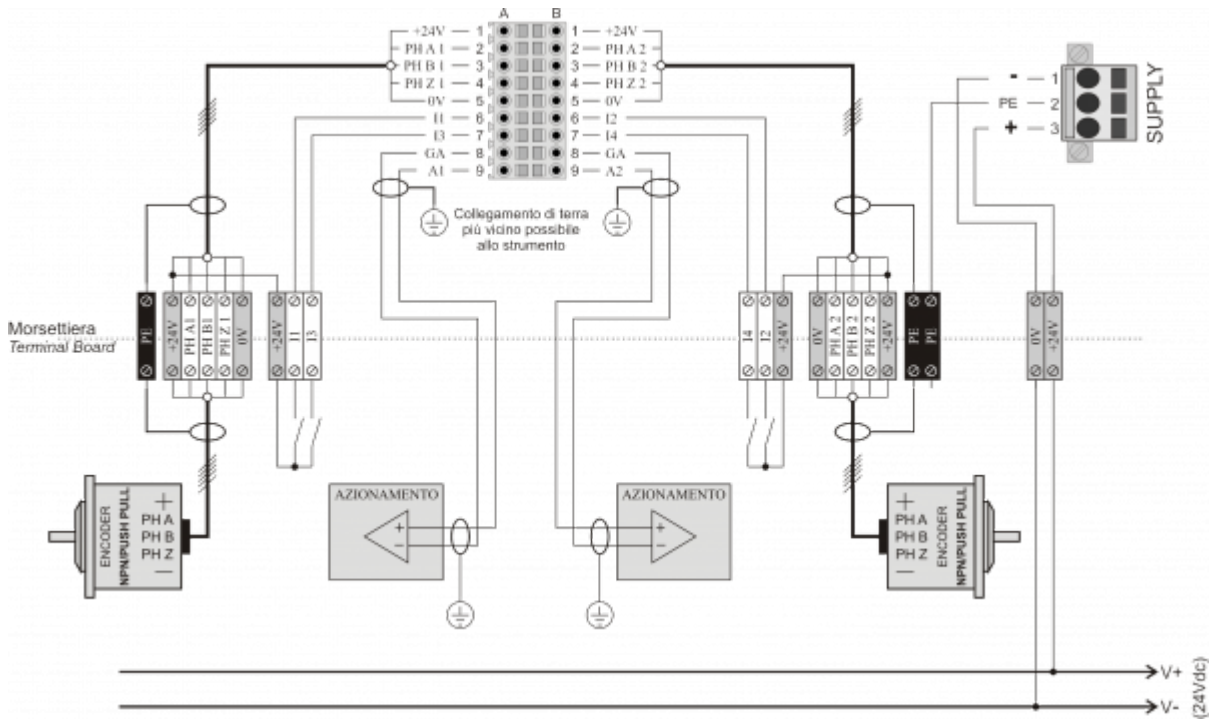 A B
+24V 1 1 +24V
PH A 1 2 2 PH A 2
PH B 1 3 3 PH B 2
PH Z 1 4 4 PH Z 2
0V 5 5 0V
I1 6 6 I2
I3 7 7 I4
GA 8 8 GA
A1 9 9 A2
- 1
PE 2
+ 3
SUPPLY
Collegamento di terra
più vicino possibile
allo strumento
Morsettiera
Terminal Board
PE
+24V
PH A1
PH B1
PH Z 1
0V
+24V
I1
I3
I4
I2
+24V
0V
PH A 2
PH B 2
PH Z 2
+24V
PE
PE
0V
+24V
ENCODER
NPN/PUSH PULL
+
PH A
PH B
PH Z
—
AZIONAMENTO
+
−
AZIONAMENTO
+
−
+
PH A
PH B
PH Z
—
ENCODER
NPN/PUSH PULL
V+
V-
(24Vdc)